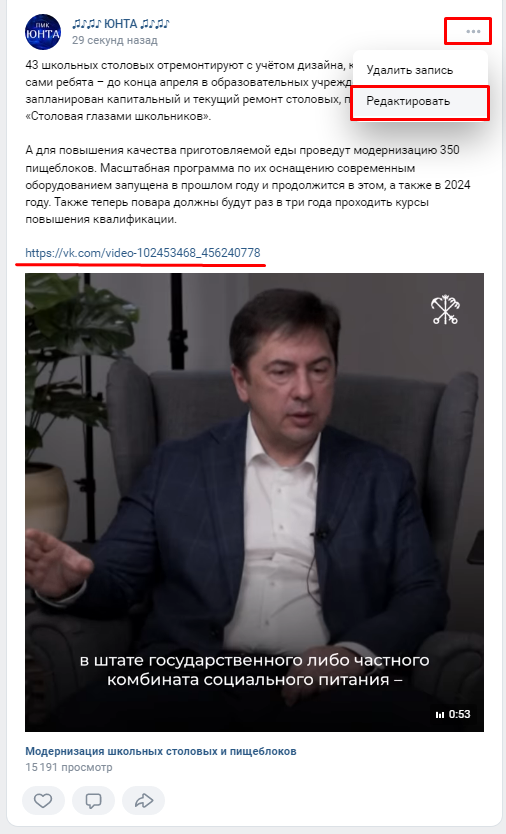 ПМК
ЮНТА
♫♪♫♪ ЮНТА ♫♪♫♪
29 секунд назад
43 школьных столовых отремонтируют с учётом дизайна,
сами ребята – до конца апреля в образовательных
запланирован капитальный и текущий ремонт столовых,
«Столовая глазами школьников».
Удалить запись
Редактировать
А для повышения качества приготовляемой еды проведут модернизацию 350
пищеблоков. Масштабная программа по их оснащению современным
оборудованием запущена в прошлом году и продолжится в этом, а также в 2024
году. Также теперь повара должны будут раз в три года проходить курсы
повышения квалификации.
https://vk.com/video-102453468_456240778
в штате государственного либо частного
комбината социального питания –
0:53
Модернизация школьных столовых и пищеблоков
15 191 просмотр